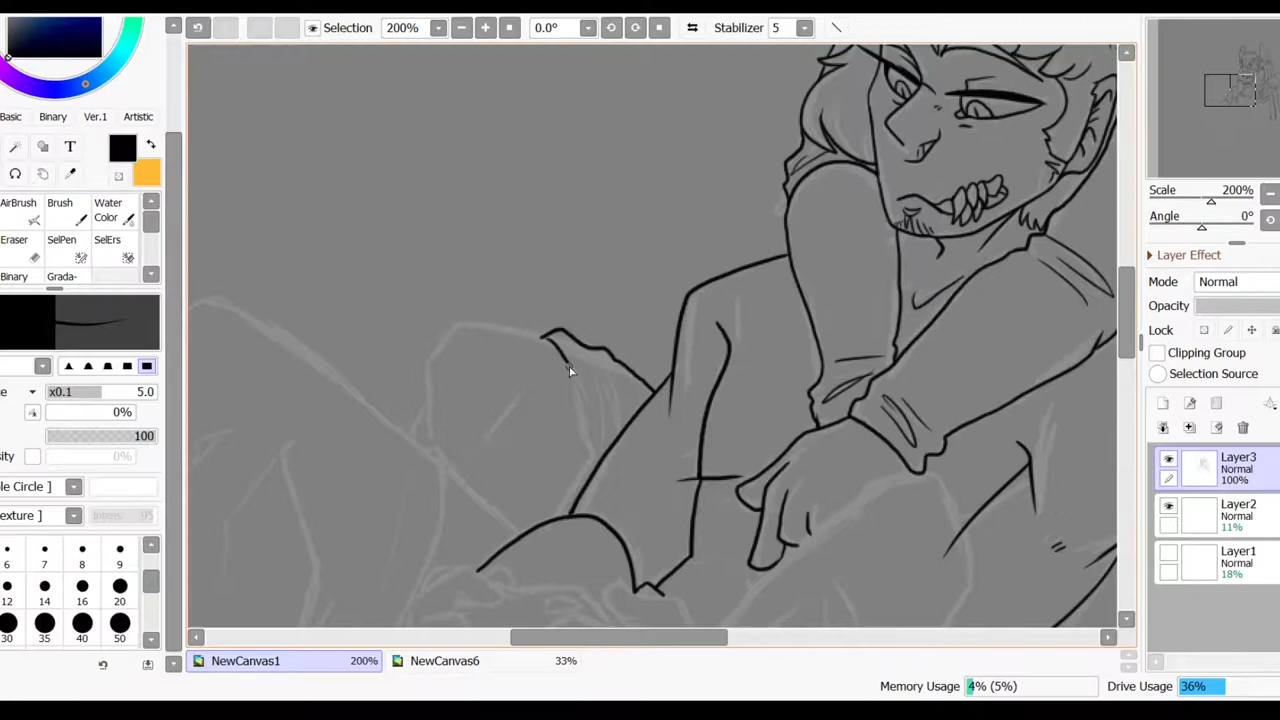 Selection 200% 0.0° Stabilizer 5
Basic Binary Ver.1 Artistic
T
AirBrush Brush Water Color
Eraser SelPen SelErs
Binary Grada-
x0.1 5.0
0%
100
le Circle ]
exture ] Intens. 95
6 7 8 9
12 14 16 20
30 35 40 50
Scale 200%
Angle 0°
Layer Effect
Mode Normal
Opacity
Lock
Clipping Group
Selection Source
Layer3
Normal
100%
Layer2
Normal
11%
Layer1
Normal
18%
NewCanvas1 200% NewCanvas6 33%
Memory Usage 4% (5%) Drive Usage 36%